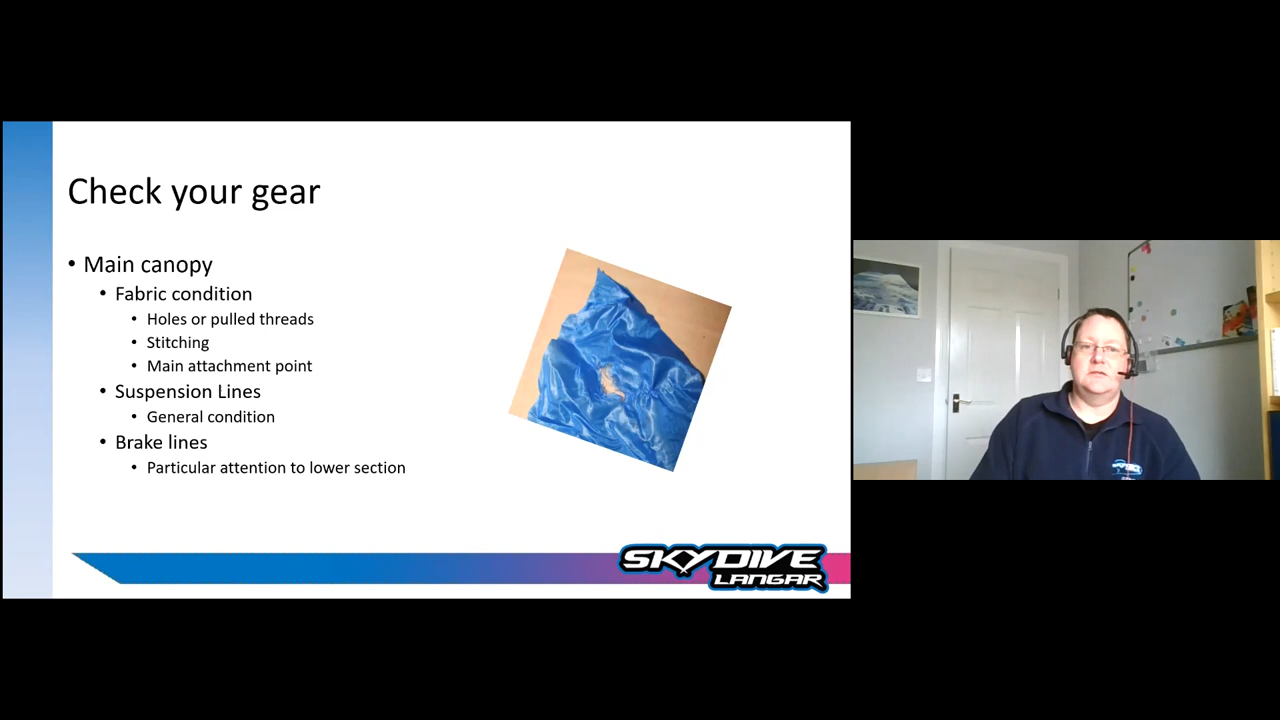 Check your gear
• Main canopy
• Fabric condition
• Holes or pulled threads
• Stitching
• Main attachment point
• Suspension Lines
• General condition
• Brake lines
• Particular attention to lower section
SKYDIVE
LANGAR